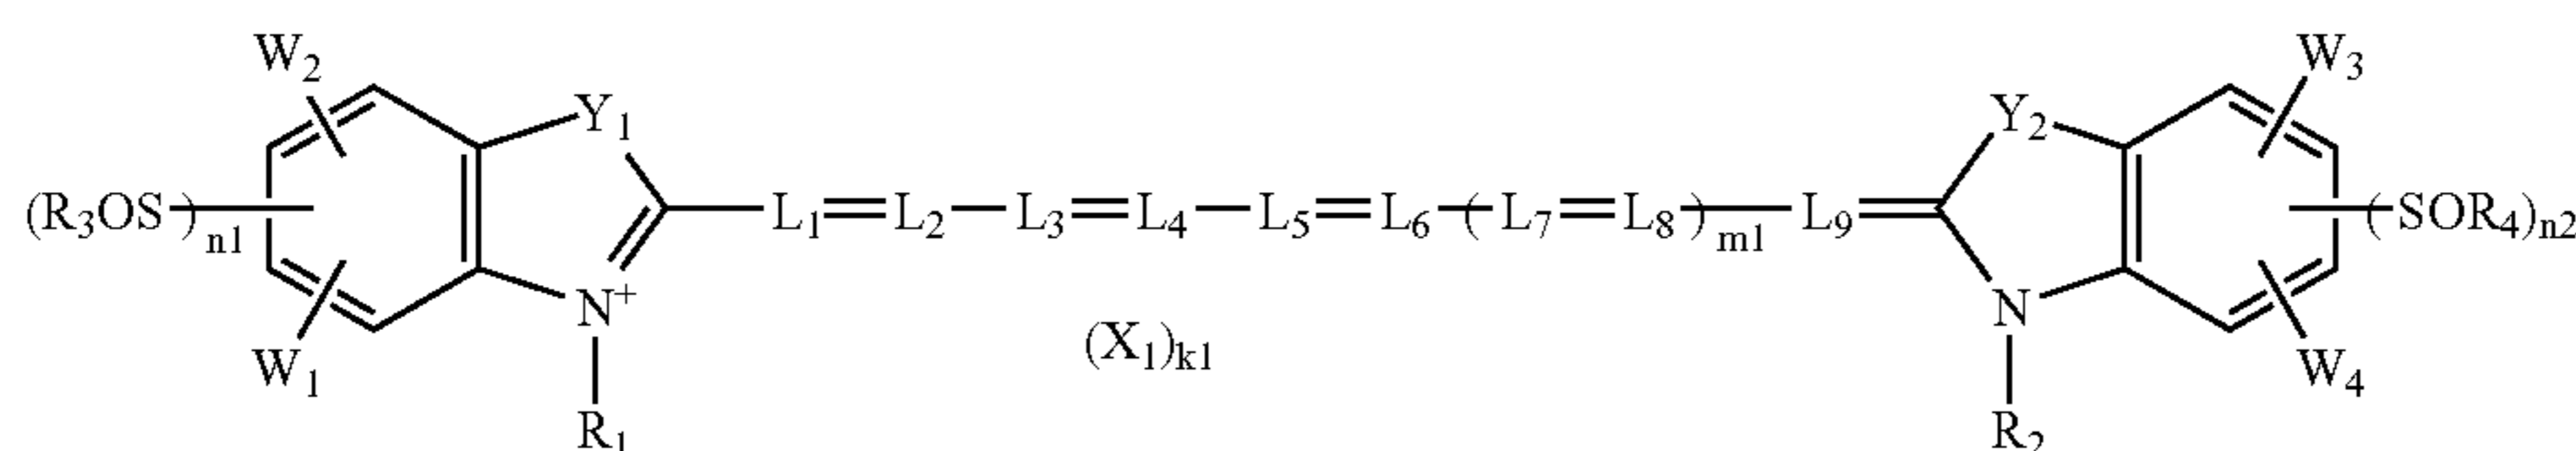 W2 W3
Y1 Y2
(R3OS)n1 L1=L2—L3=L4—L5=L6—(L7=L8)m1—L9 (SOR4)n2
N+ N
(X1)k1
W1 W4
R1 R2